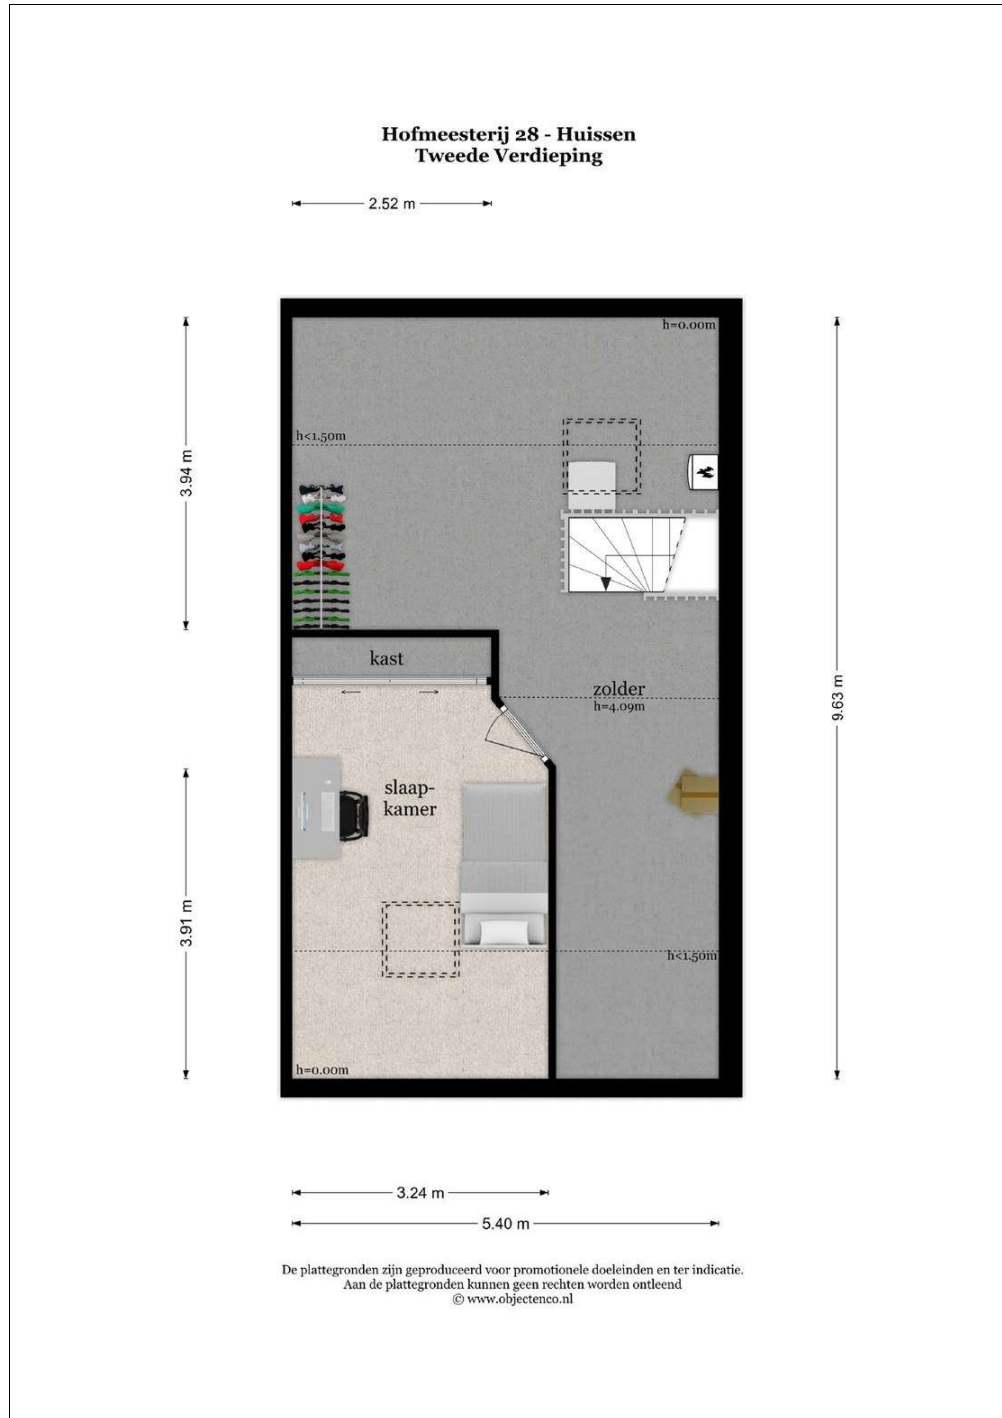 Hofmeesterij 28 - Huissen
Tweede Verdieping
2.52 m
h=0.00m
h<1.50m
3.94 m
kast
zolder
h=4.09m
9.63 m
slaap-
kamer
3.91 m
h<1.50m
h=0.00m
3.24 m
5.40 m
De plattegronden zijn geproduceerd voor promotionele doeleinden en ter indicatie.
Aan de plattegronden kunnen geen rechten worden ontleend
© www.objectenco.nl